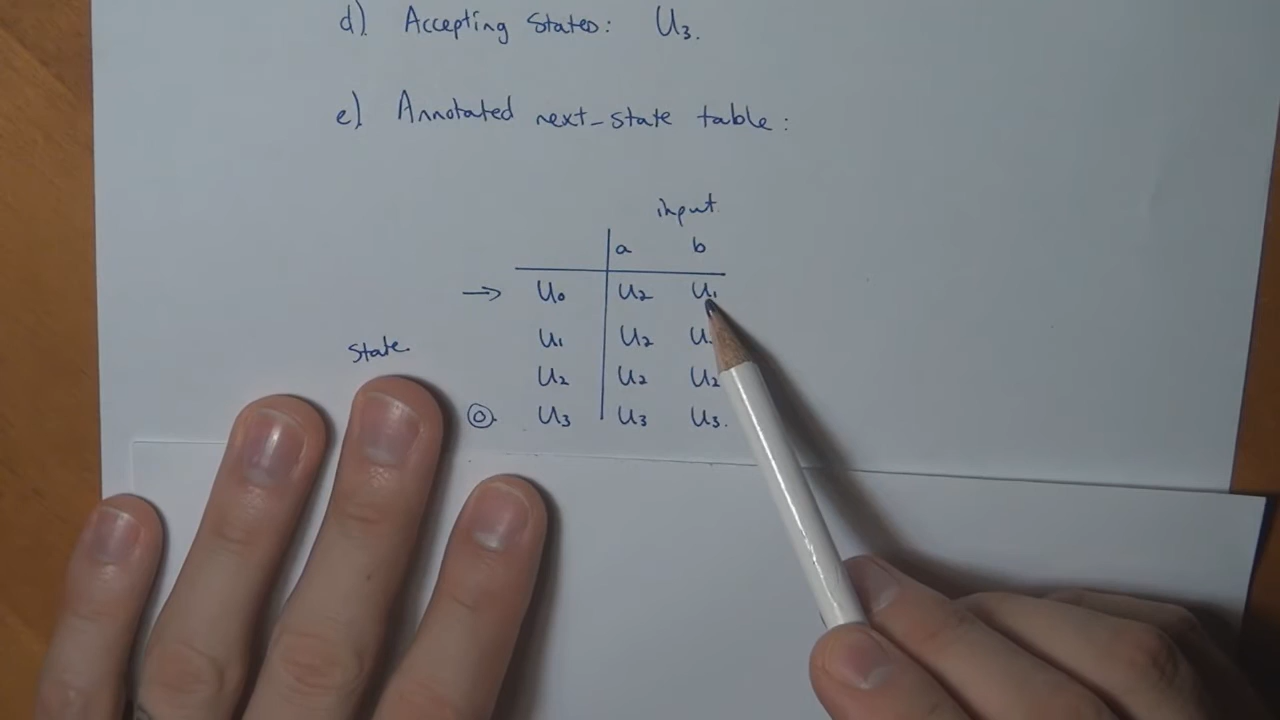 d) Accepting States: U₃.
e) Annotated next-state table:
input
a b
→ U₀ U₂ U₁
U₁ U₂
State
U₂ U₂ U₂
◎ U₃ U₃ U₃.